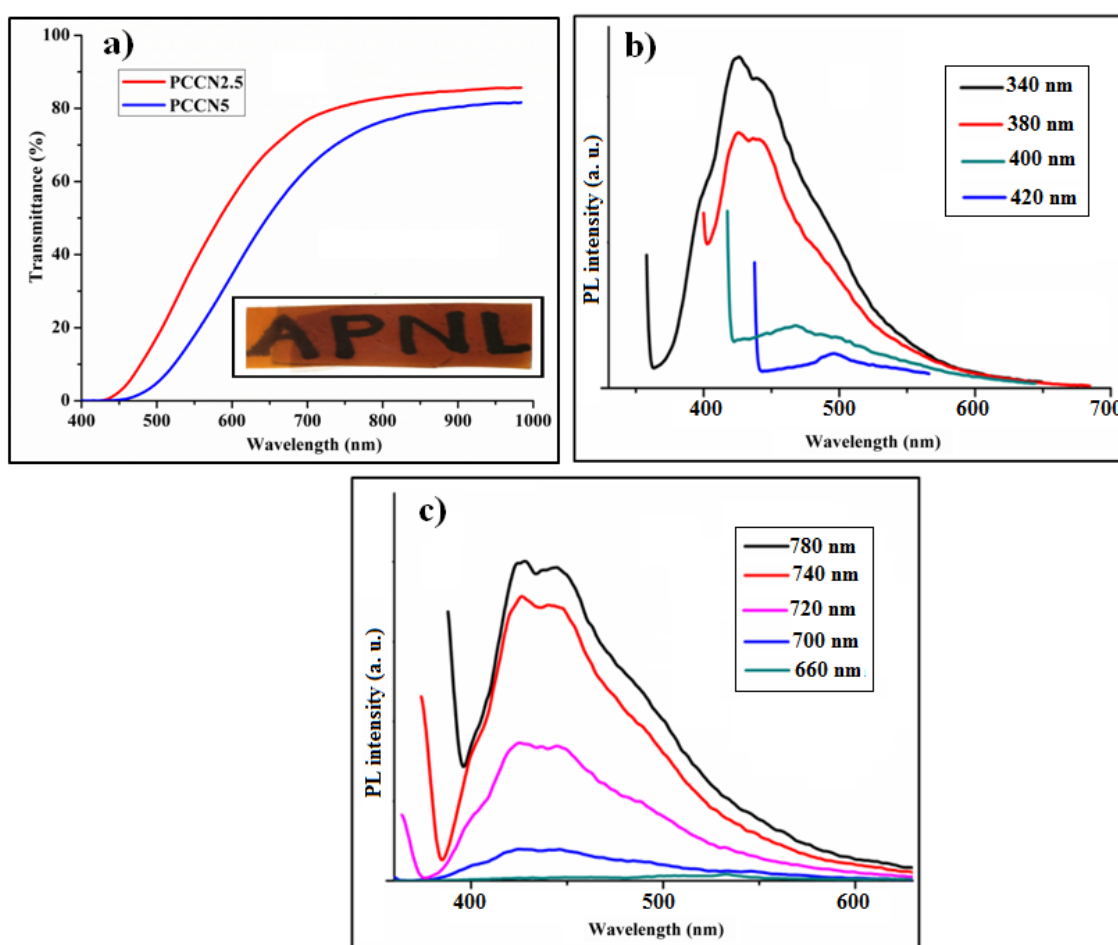 a)
PCCN2.5
PCCN5
Transmittance (%)
100
80
60
40
20
0
APNL
400 500 600 700 800 900 1000
Wavelength (nm)
b)
340 nm
380 nm
400 nm
420 nm
PL intensity (a. u.)
400 500 600 700
Wavelength (nm)
c)
780 nm
740 nm
720 nm
700 nm
660 nm
PL intensity (a. u.)
400 500 600
Wavelength (nm)